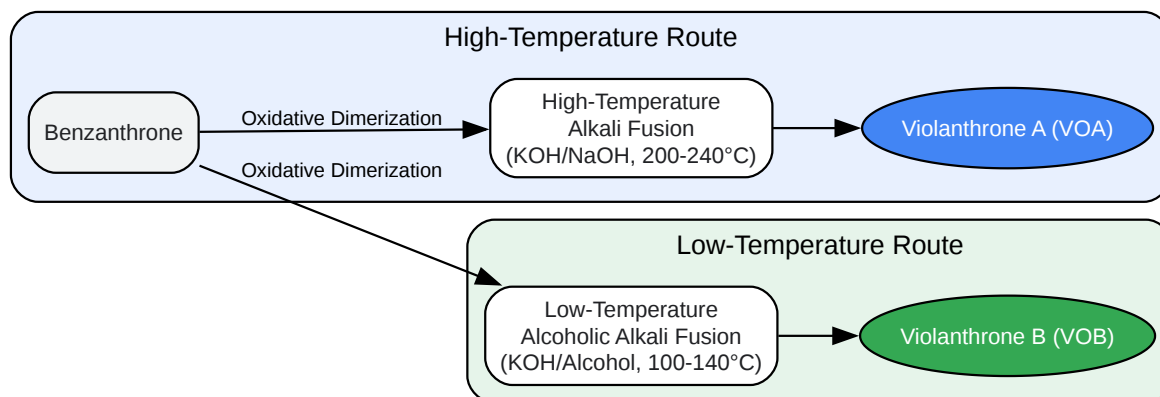 High-Temperature Route
Benzanthrone
Oxidative Dimerization
High-Temperature
Alkali Fusion
(KOH/NaOH, 200-240°C)
Violanthrone A (VOA)
Oxidative Dimerization
Low-Temperature Route
Low-Temperature
Alcoholic Alkali Fusion
(KOH/Alcohol, 100-140°C)
Violanthrone B (VOB)